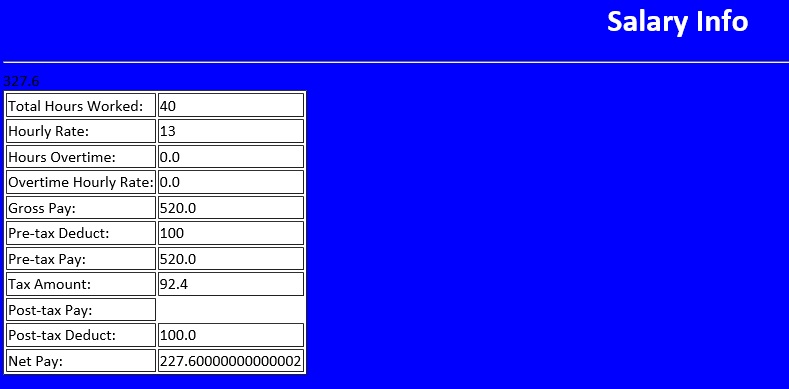 Salary Info
327.6
Total Hours Worked: 40
Hourly Rate: 13
Hours Overtime: 0.0
Overtime Hourly Rate: 0.0
Gross Pay: 520.0
Pre-tax Deduct: 100
Pre-tax Pay: 520.0
Tax Amount: 92.4
Post-tax Pay:
Post-tax Deduct: 100.0
Net Pay: 227.60000000000002